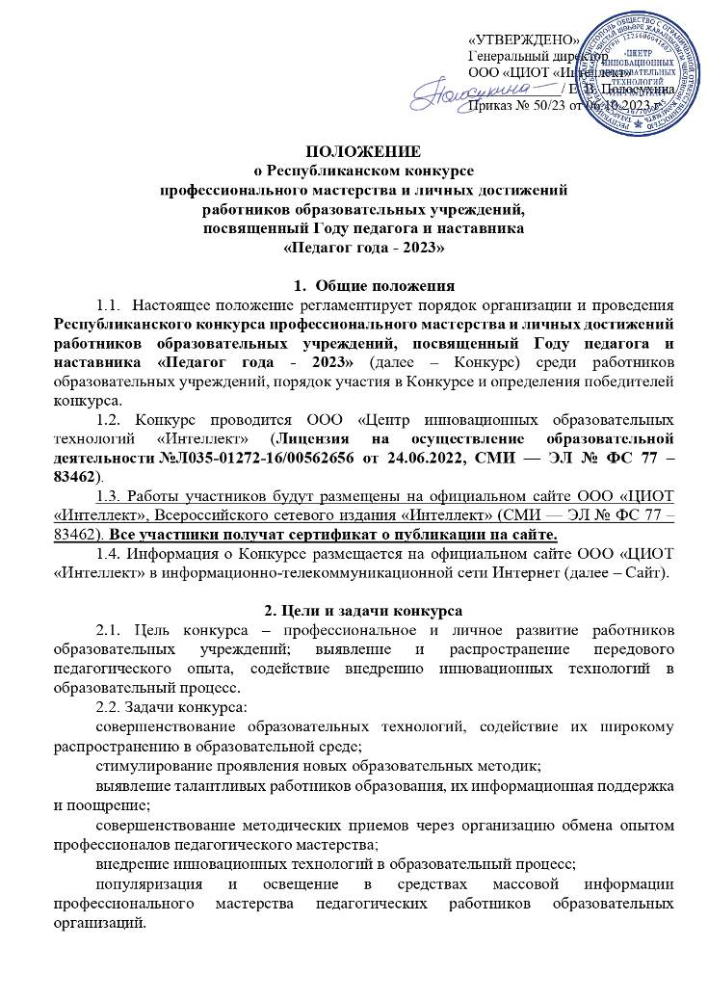 «УТВЕРЖДЕНО»
Генеральный директор
ООО «ЦИОТ «Интеллект»
/ Е.В. Полосухина
Приказ № 50/23 от 06.10.2023 г.
ОГРН 1221600041687
ЦЕНТР
ИННОВАЦИОННЫХ
ОБРАЗОВАТЕЛЬНЫХ
ТЕХНОЛОГИЙ
ПОЛОЖЕНИЕ
о Республиканском конкурсе
профессионального мастерства и личных достижений
работников образовательных учреждений,
посвященный Году педагога и наставника
«Педагог года - 2023»
1. Общие положения
1.1. Настоящее положение регламентирует порядок организации и проведения
Республиканского конкурса профессионального мастерства и личных достижений
работников образовательных учреждений, посвященный Году педагога и
наставника «Педагог года - 2023» (далее – Конкурс) среди работников
образовательных учреждений, порядок участия в Конкурсе и определения победителей
конкурса.
1.2. Конкурс проводится ООО «Центр инновационных образовательных
технологий «Интеллект» (Лицензия на осуществление образовательной
деятельности №Л035-01272-16/00562656 от 24.06.2022, СМИ — ЭЛ № ФС 77 –
83462).
1.3. Работы участников будут размещены на официальном сайте ООО «ЦИОТ
«Интеллект», Всероссийского сетевого издания «Интеллект» (СМИ — ЭЛ № ФС 77 –
83462). Все участники получат сертификат о публикации на сайте.
1.4. Информация о Конкурсе размещается на официальном сайте ООО «ЦИОТ
«Интеллект» в информационно-телекоммуникационной сети Интернет (далее – Сайт).
2. Цели и задачи конкурса
2.1. Цель конкурса – профессиональное и личное развитие работников
образовательных учреждений; выявление и распространение передового
педагогического опыта, содействие внедрению инновационных технологий в
образовательный процесс.
2.2. Задачи конкурса:
совершенствование образовательных технологий, содействие их широкому
распространению в образовательной среде;
стимулирование проявления новых образовательных методик;
выявление талантливых работников образования, их информационная поддержка
и поощрение;
совершенствование методических приемов через организацию обмена опытом
профессионалов педагогического мастерства;
внедрение инновационных технологий в образовательный процесс;
популяризация и освещение в средствах массовой информации
профессионального мастерства педагогических работников образовательных
организаций.